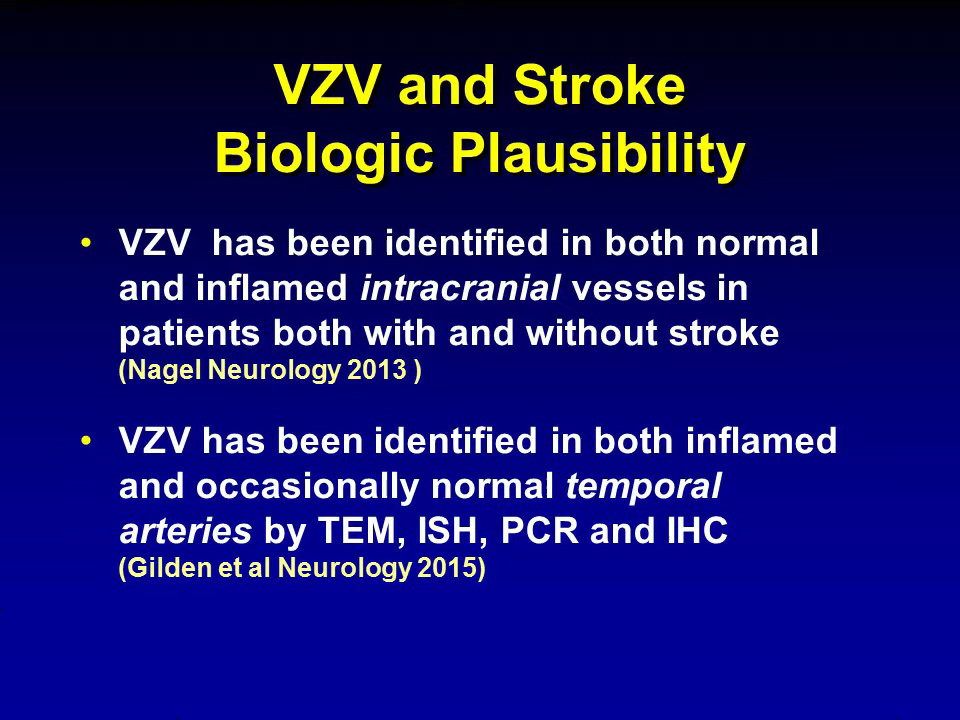 VZV and Stroke
Biologic Plausibility
• VZV has been identified in both normal
and inflamed intracranial vessels in
patients both with and without stroke
(Nagel Neurology 2013 )
• VZV has been identified in both inflamed
and occasionally normal temporal
arteries by TEM, ISH, PCR and IHC
(Gilden et al Neurology 2015)